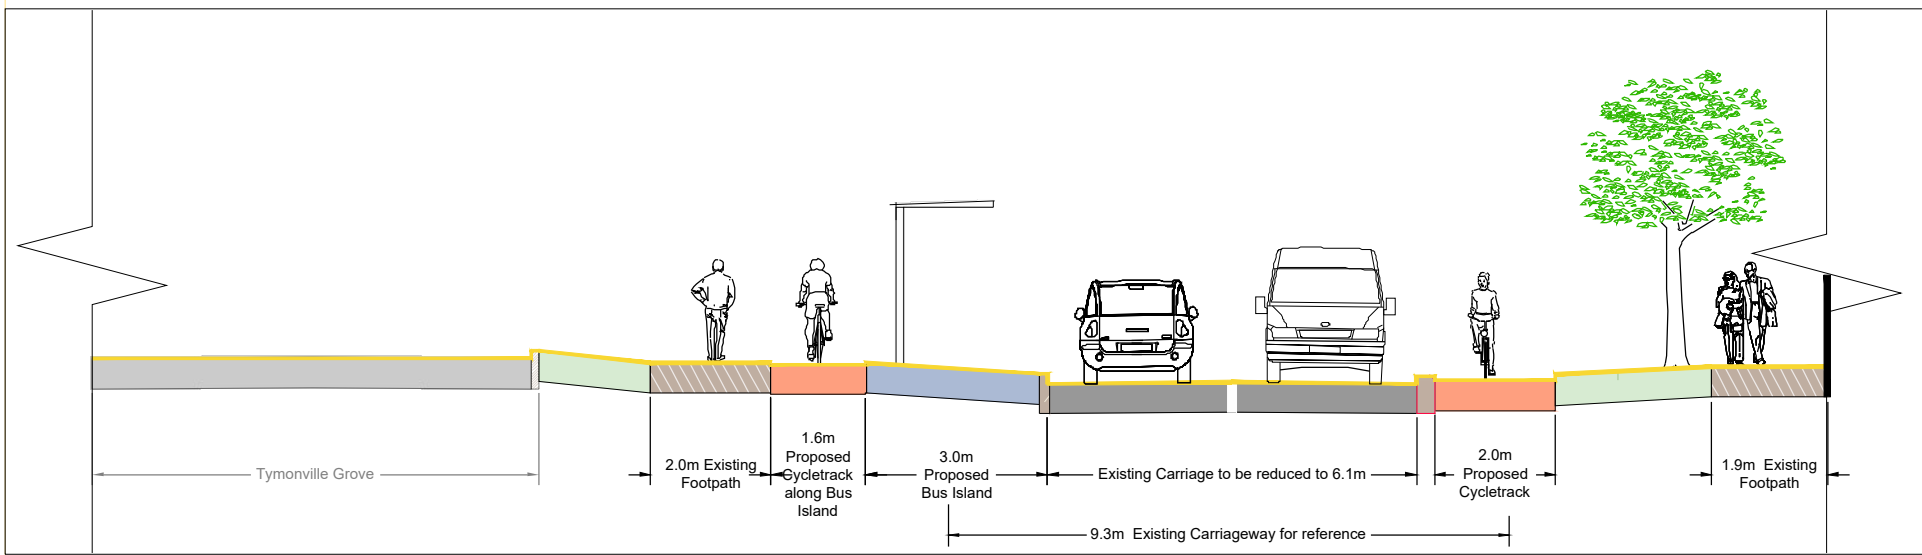 Tymonville Grove
2.0m Existing
Footpath
1.6m
Proposed
Cycletrack
along Bus
Island
3.0m
Proposed
Bus Island
Existing Carriage to be reduced to 6.1m
2.0m
Proposed
Cycletrack
1.9m Existing
Footpath
9.3m Existing Carriageway for reference